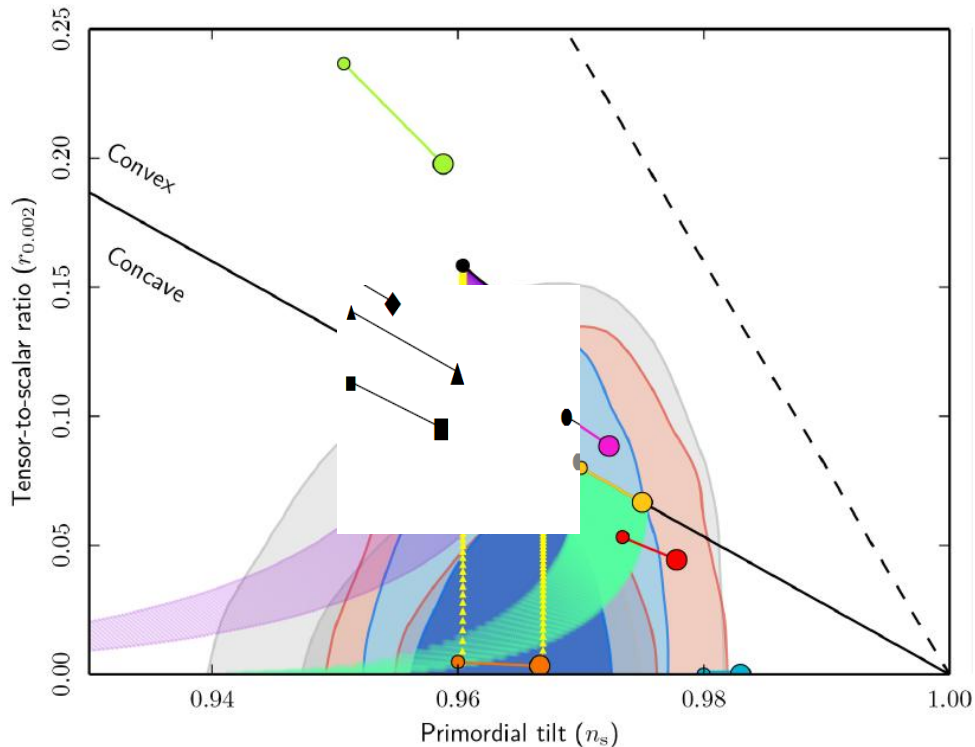 Tensor-to-scalar ratio (r0.002)
0.25
0.20
0.15
0.10
0.05
0.00
Convex
Concave
0.94
0.96
0.98
1.00
Primordial tilt (ns)